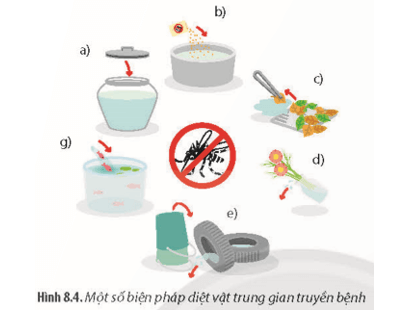 b)
a)
c)
g)
d)
e)
Hình 8.4. Một số biện pháp diệt vật trung gian truyền bệnh